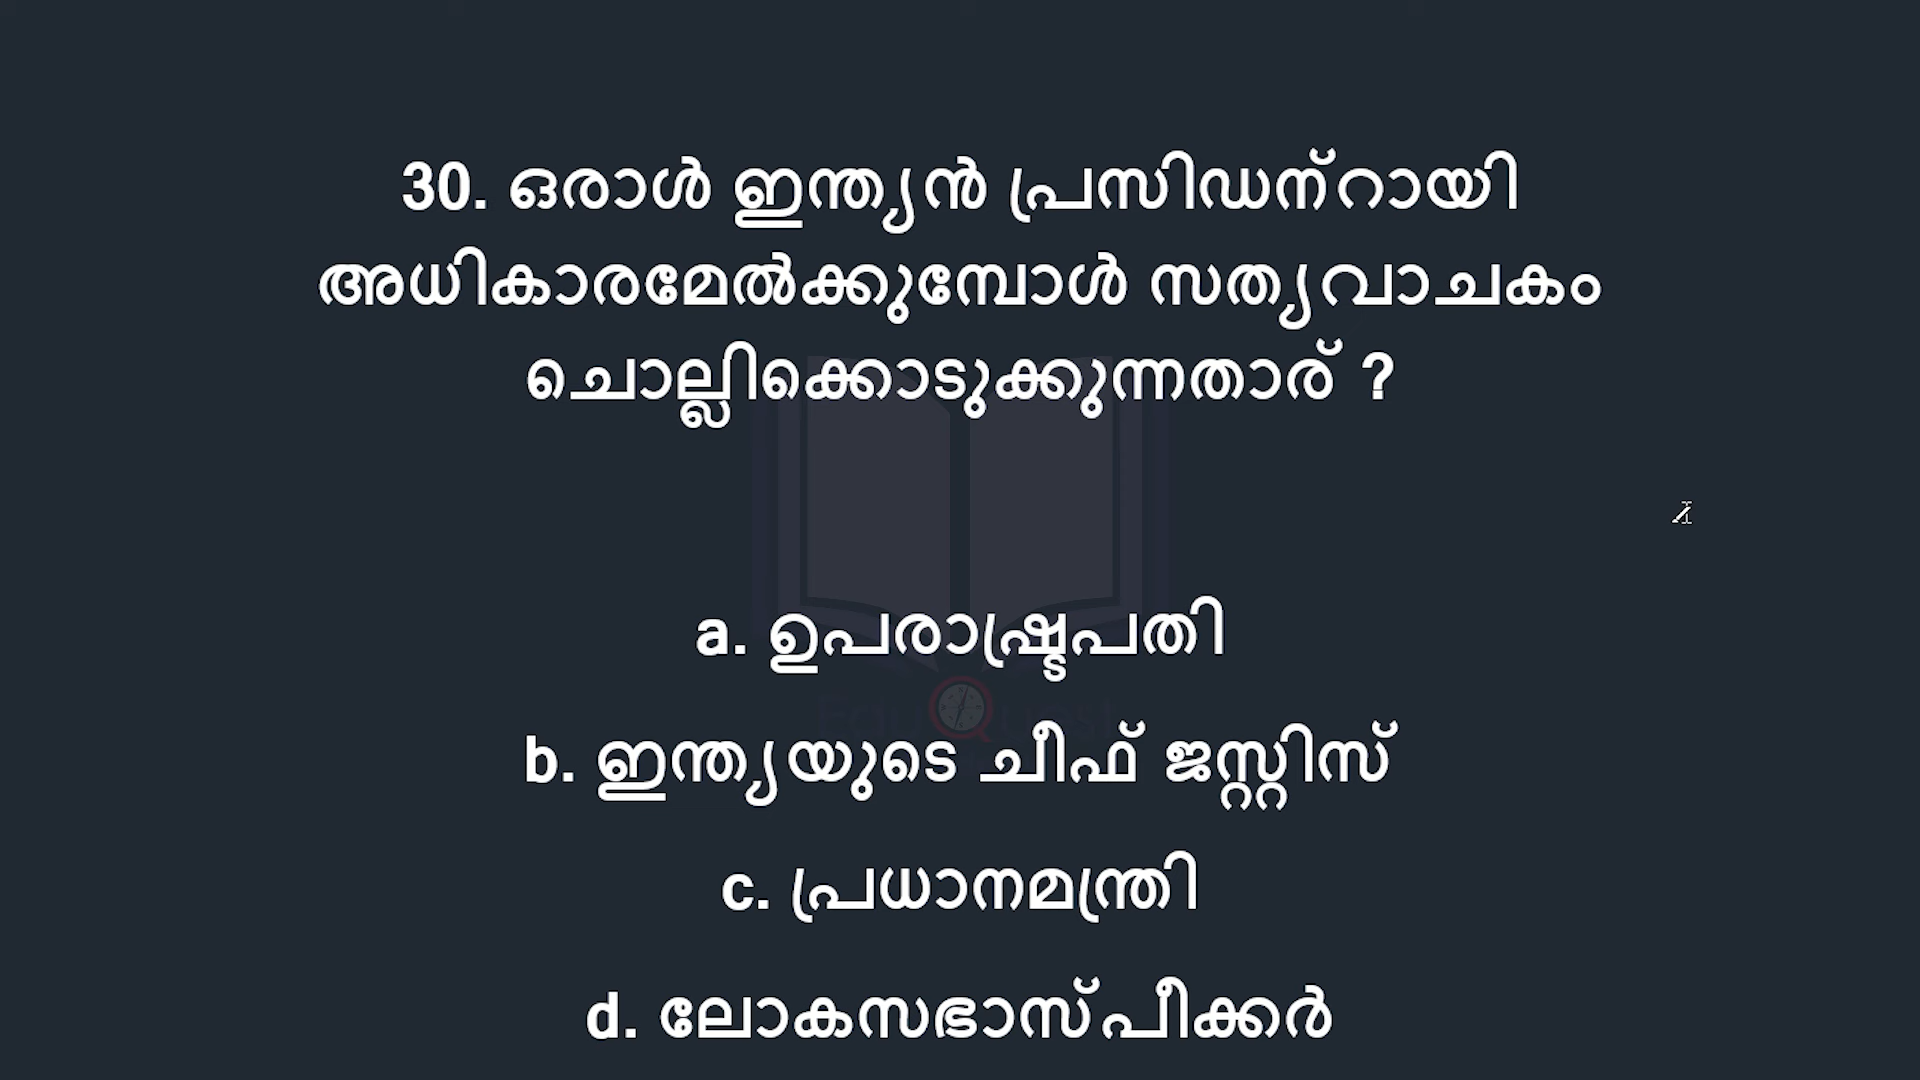 30. ഒരാൾ ഇന്ത്യൻ പ്രസിഡന്റായി
അധികാരമേൽക്കുമ്പോൾ സത്യവാചകം
ചൊല്ലിക്കൊടുക്കുന്നതാര് ?
a. ഉപരാഷ്ട്രപതി
EduQuest
b. ഇന്ത്യയുടെ ചീഫ് ജസ്റ്റിസ്
c. പ്രധാനമന്ത്രി
d. ലോകസഭാസ്പീക്കർ